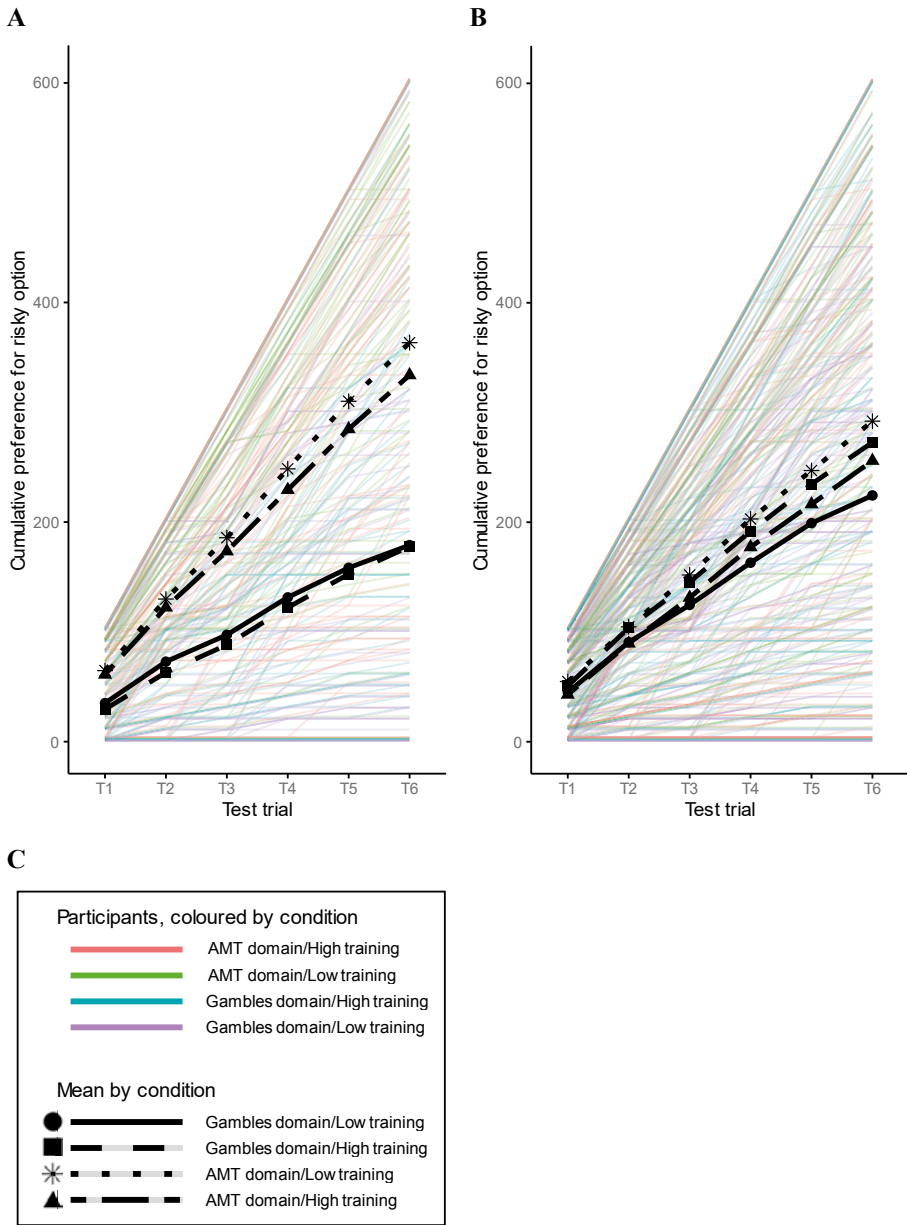 A
B
Cumulative preference for risky option
600
400
200
0
T1 T2 T3 T4 T5 T6
Test trial
Cumulative preference for risky option
600
400
200
0
T1 T2 T3 T4 T5 T6
Test trial
C
Participants, coloured by condition
AMT domain/High training
AMT domain/Low training
Gambles domain/High training
Gambles domain/Low training
Mean by condition
Gambles domain/Low training
Gambles domain/High training
AMT domain/Low training
AMT domain/High training